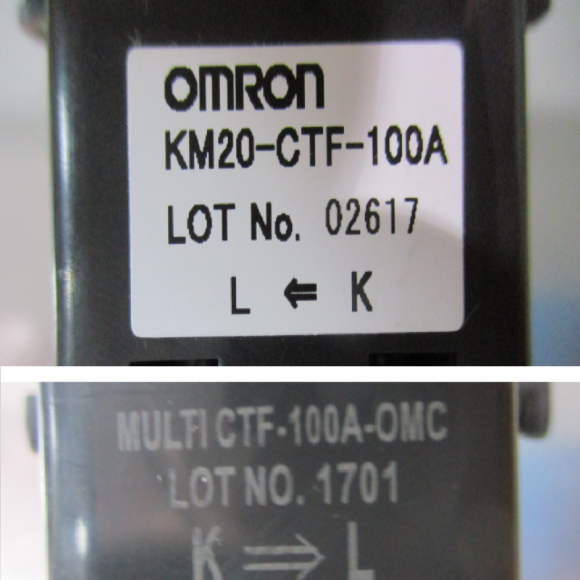 OMRON
KM20-CTF-100A
LOT No. 02617
L ⇐ K
MULTI CTF-100A-OMC
LOT NO. 1701
K ⇒ L